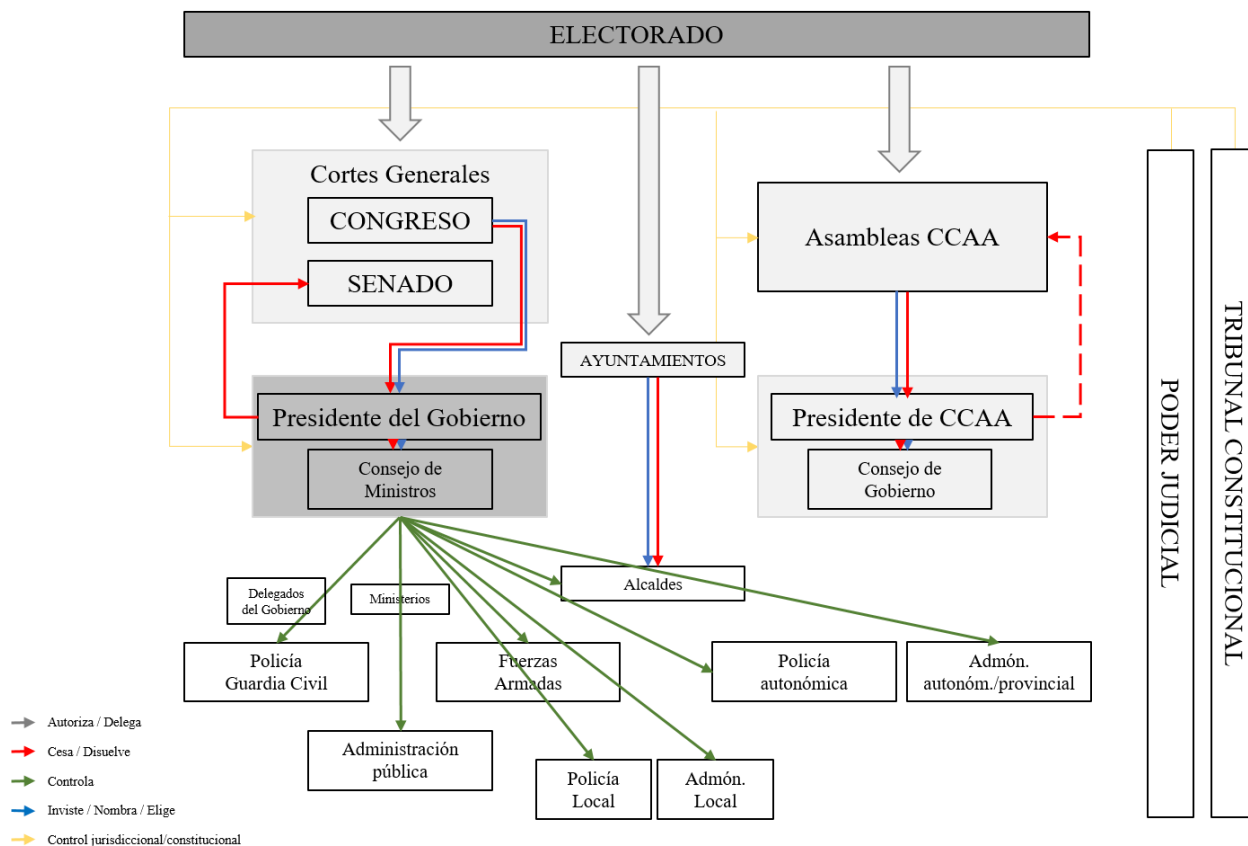 ELECTORADO
Cortes Generales
CONGRESO
SENADO
Asambleas CCAA
AYUNTAMIENTOS
Presidente del Gobierno
Consejo de
Ministros
Presidente de CCAA
Consejo de
Gobierno
PODER JUDICIAL
TRIBUNAL CONSTITUCIONAL
Delegados
del Gobierno
Ministerios
Alcaldes
Policía
Guardia Civil
Fuerzas
Armadas
Policía
autonómica
Admón.
autonóm./provincial
Administración
pública
Policía
Local
Admón.
Local
Autoriza / Delega
Cesa / Disuelve
Controla
Inviste / Nombra / Elige
Control jurisdiccional/constitucional